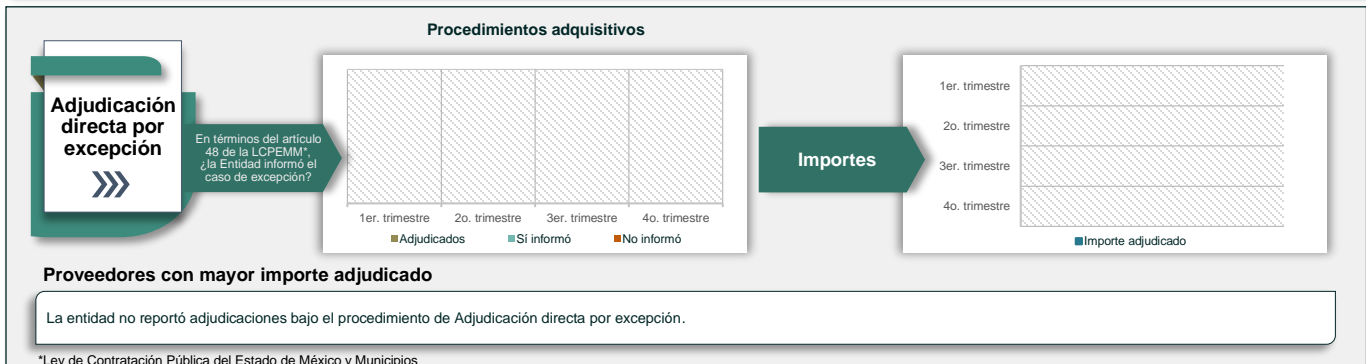 Procedimientos adquisitivos
Adjudicación
directa por
excepción
En términos del artículo
48 de la LCPEMM*,
¿la Entidad informó el
caso de excepción?
1er. trimestre 2o. trimestre 3er. trimestre 4o. trimestre
Adjudicados Sí informó No informó
Importes
1er. trimestre
2o. trimestre
3er. trimestre
4o. trimestre
Importe adjudicado
Proveedores con mayor importe adjudicado
La entidad no reportó adjudicaciones bajo el procedimiento de Adjudicación directa por excepción.
*Ley de Contratación Pública del Estado de México y Municipios